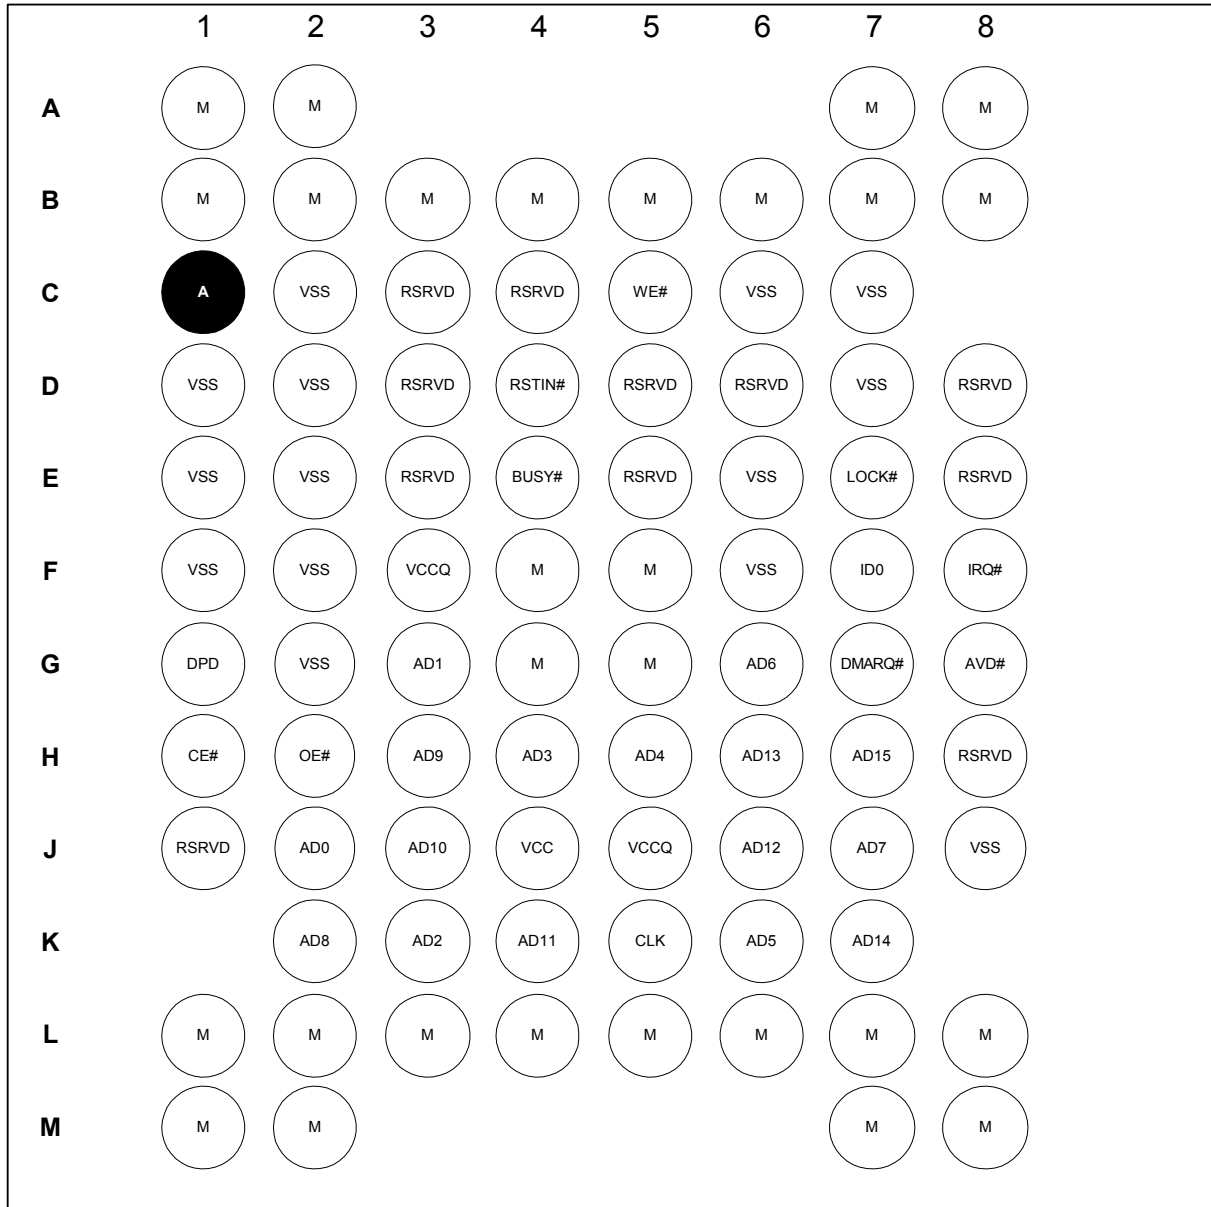 1 2 3 4 5 6 7 8
A M M M M
B M M M M M M M M
C A VSS RSRVD RSRVD WE# VSS VSS
D VSS VSS RSRVD RSTIN# RSRVD RSRVD VSS RSRVD
E VSS VSS RSRVD BUSY# RSRVD VSS LOCK# RSRVD
F VSS VSS VCCQ M M VSS ID0 IRQ#
G DPD VSS AD1 M M AD6 DMARQ# AVD#
H CE# OE# AD9 AD3 AD4 AD13 AD15 RSRVD
J RSRVD AD0 AD10 VCC VCCQ AD12 AD7 VSS
K AD8 AD2 AD11 CLK AD5 AD14
L M M M M M M M M
M M M M M